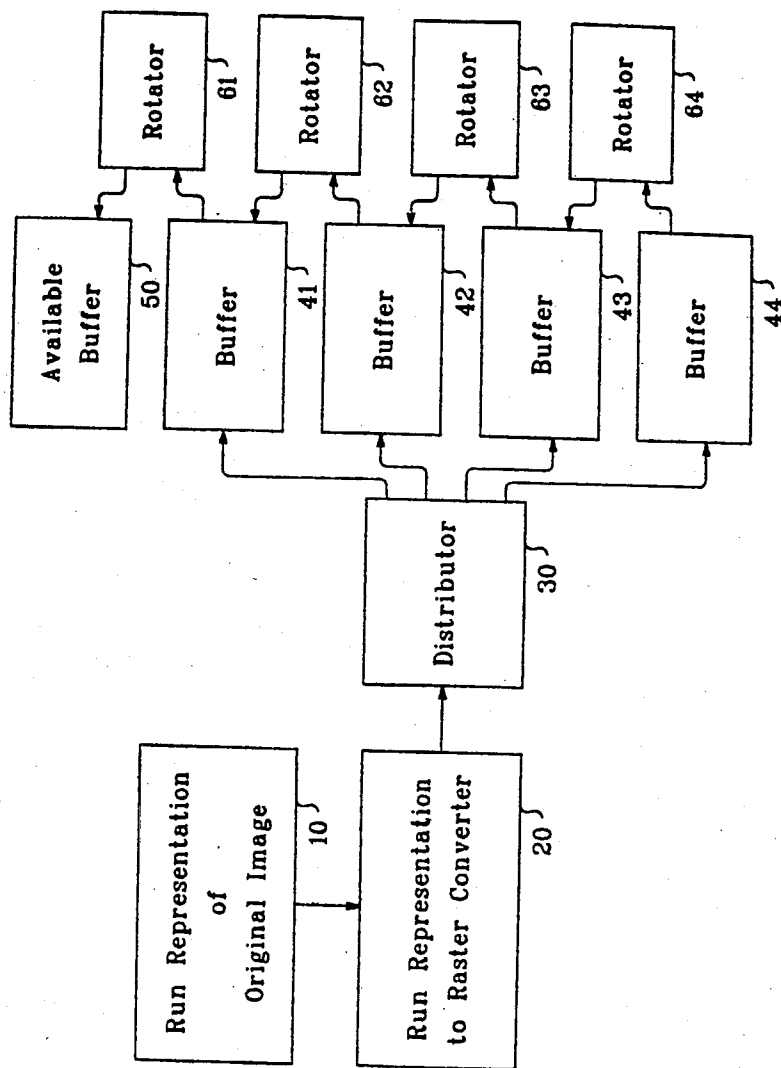 Run Representation
of
Original Image
10
Run Representation
to Raster Converter
20
Distributor
30
Available
Buffer
50
Buffer
41
Buffer
42
Buffer
43
Buffer
44
Rotator
61
Rotator
62
Rotator
63
Rotator
64